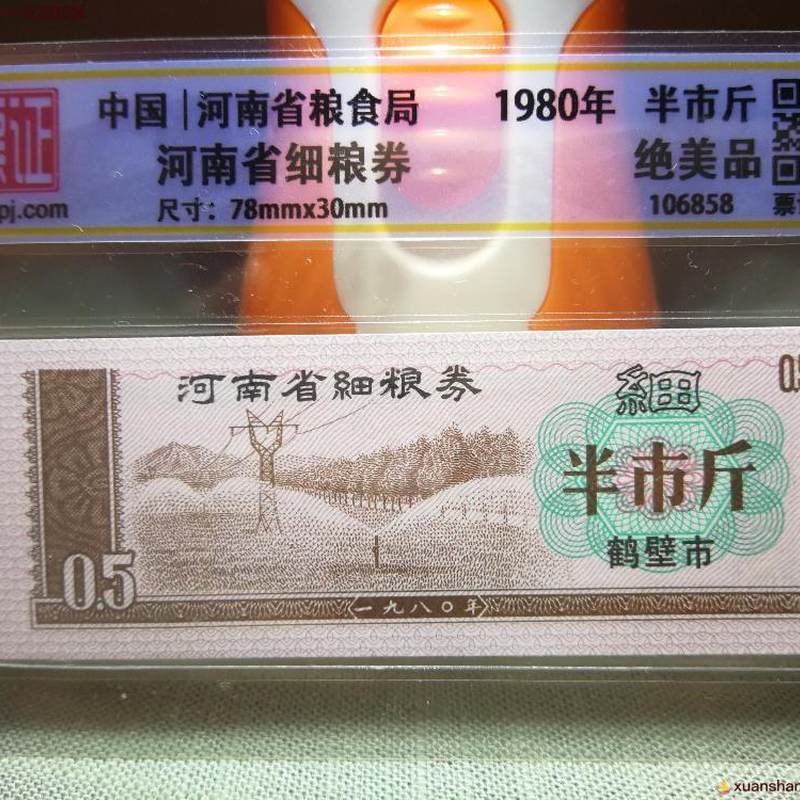 中国|河南省粮食局 1980年 半市斤
河南省细粮券 绝美品
尺寸：78mmx30mm 106858
pj.com
河南省細粮券 細
半市斤
鹤壁市
0.5
一九八〇年
xuanshan